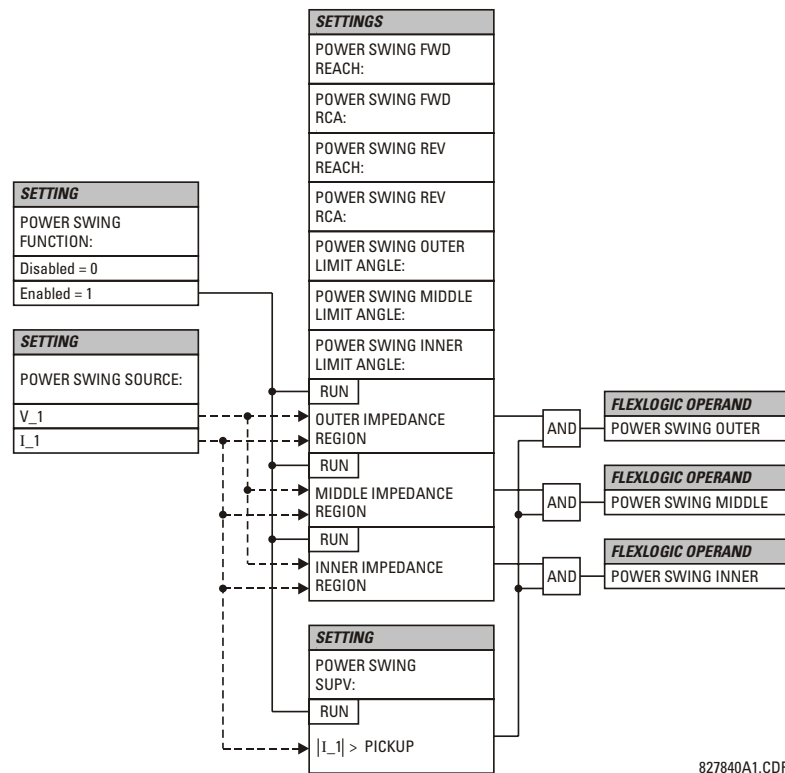 SETTINGS
POWER SWING FWD
REACH:
POWER SWING FWD
RCA:
POWER SWING REV
REACH:
POWER SWING REV
RCA:
POWER SWING OUTER
LIMIT ANGLE:
POWER SWING MIDDLE
LIMIT ANGLE:
POWER SWING INNER
LIMIT ANGLE:
RUN
OUTER IMPEDANCE
REGION
RUN
MIDDLE IMPEDANCE
REGION
RUN
INNER IMPEDANCE
REGION
SETTING
POWER SWING
FUNCTION:
Disabled = 0
Enabled = 1
SETTING
POWER SWING SOURCE:
V_1
I_1
SETTING
POWER SWING
SUPV:
RUN
|I_1| > PICKUP
AND
FLEXLOGIC OPERAND
POWER SWING OUTER
AND
FLEXLOGIC OPERAND
POWER SWING MIDDLE
AND
FLEXLOGIC OPERAND
POWER SWING INNER
827840A1.CDR